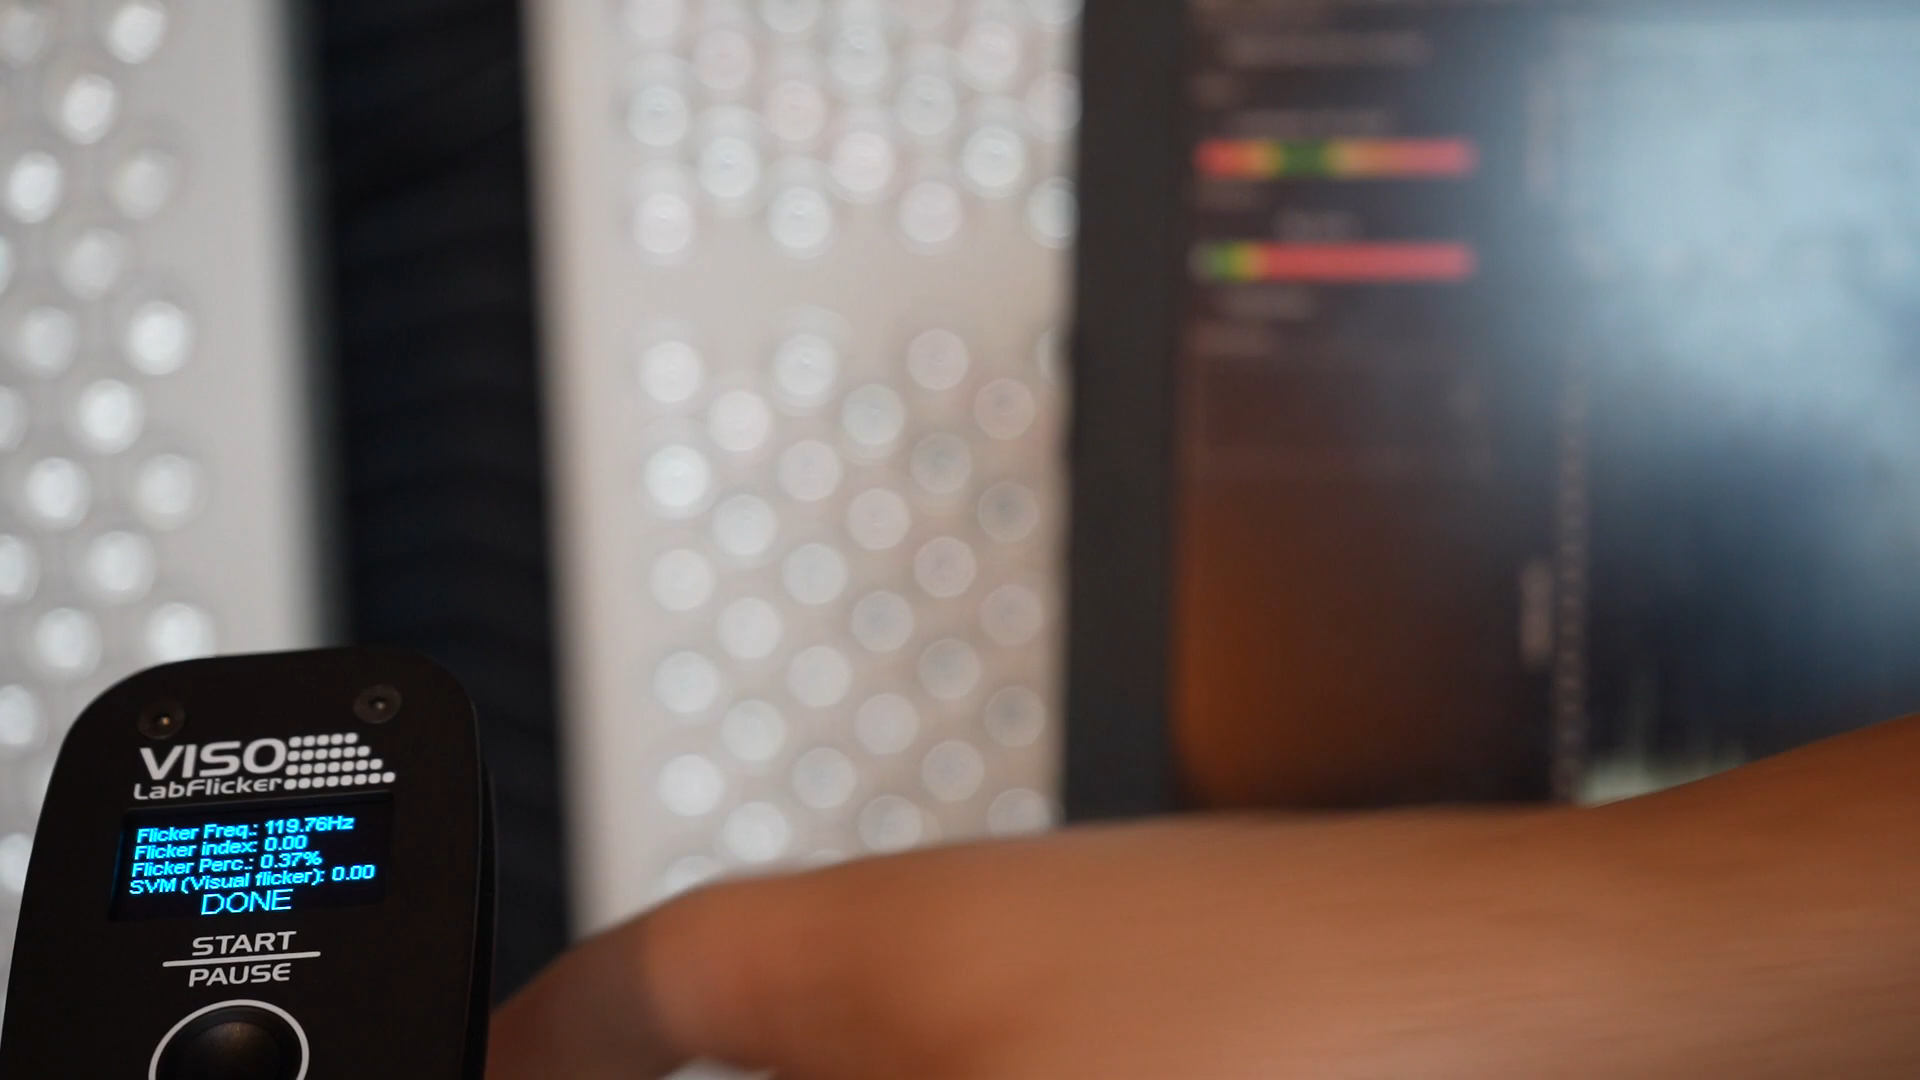 VISO
LabFlicker
Flicker Freq.: 119.76Hz
Flicker index: 0.00
Flicker Perc.: 0.37%
SVM (Visual flicker): 0.00
DONE
START
PAUSE